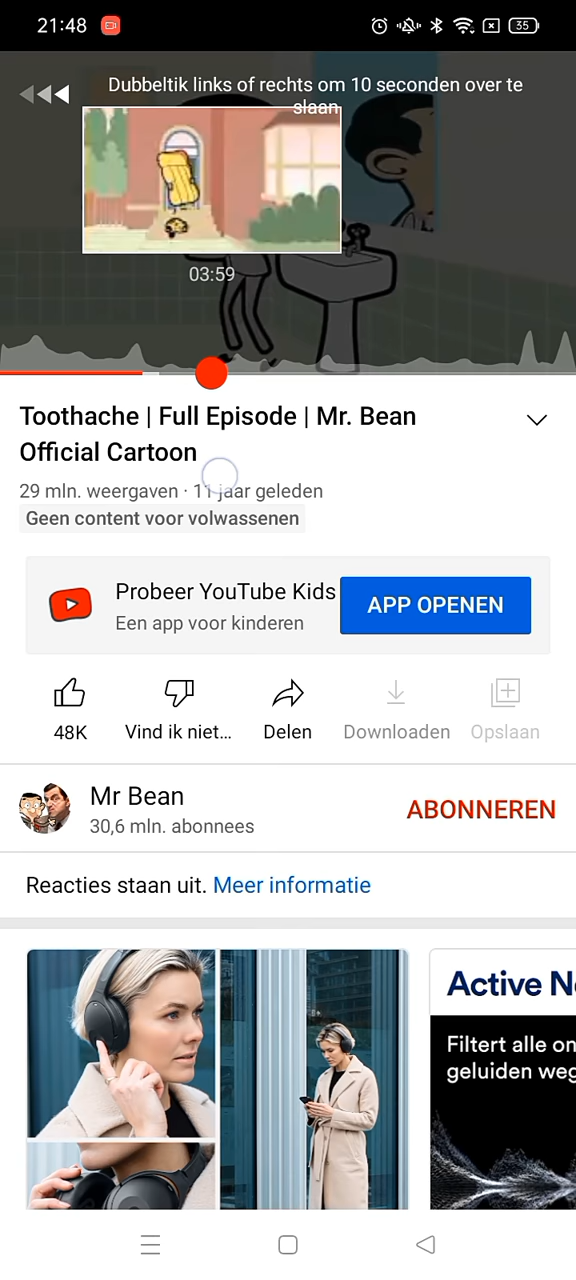 21:48
35
Dubbeltik links of rechts om 10 seconden over te
slaan
03:59
Toothache | Full Episode | Mr. Bean
Official Cartoon
29 mln. weergaven · 11 jaar geleden
Geen content voor volwassenen
Probeer YouTube Kids
Een app voor kinderen
APP OPENEN
48K
Vind ik niet...
Delen
Downloaden
Opslaan
Mr Bean
30,6 mln. abonnees
ABONNEREN
Reacties staan uit. Meer informatie
Active N
Filtert alle on
geluiden weg